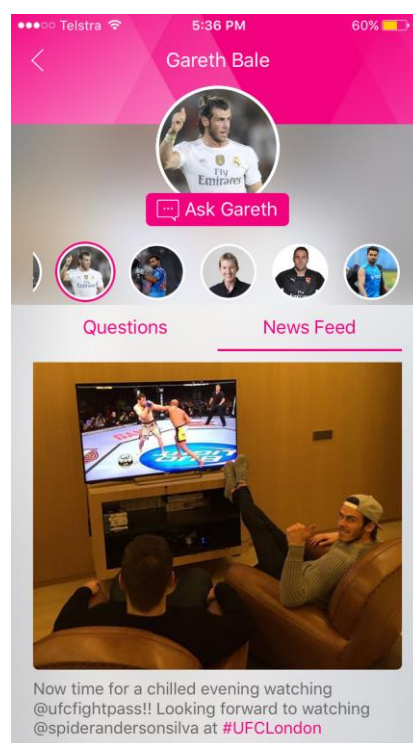 Telstra 5:36 PM 60%
Gareth Bale
Fly
Emirates
Ask Gareth
Questions News Feed
Now time for a chilled evening watching
@ufcfightpass!! Looking forward to watching
@spiderandersonsilva at #UFCLondon